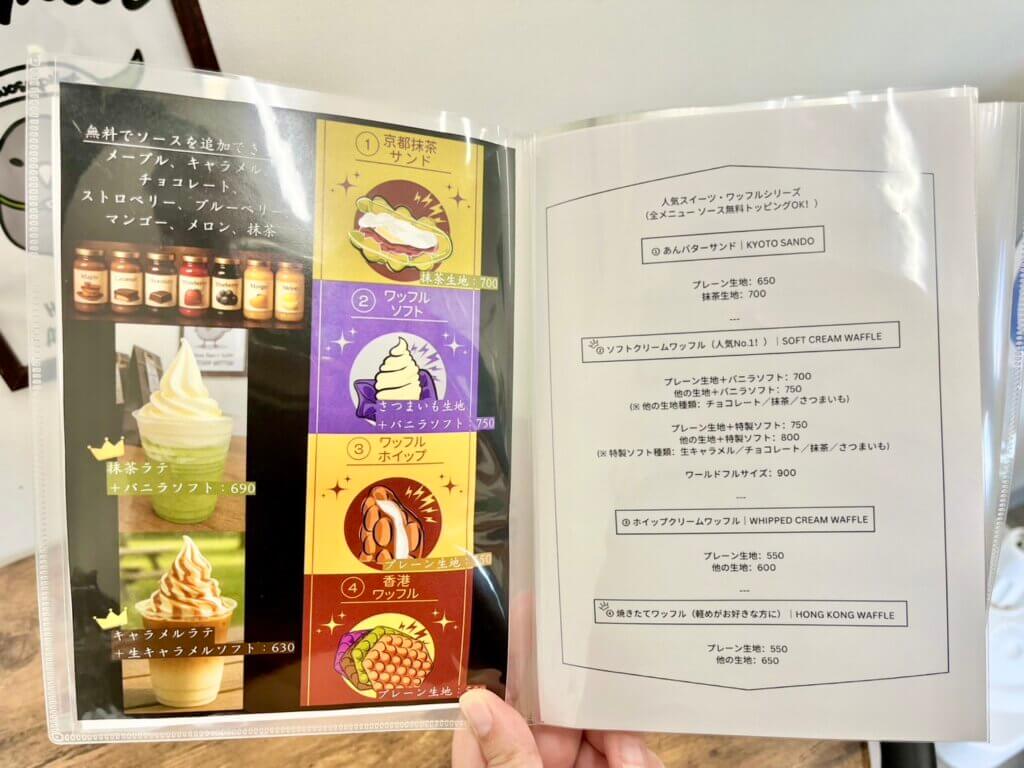 無料でソースを追加でき
メープル、キャラメル
チョコレート、
ストロベリー、ブルーベリー、
マンゴー、メロン、抹茶
Maple
Caramel
Strawberry
Blueberry
Mango
抹茶ラテ
＋バニラソフト：690
キャラメルラテ
＋生キャラメルソフト：630
① 京都抹茶
サンド
抹茶生地：700
② ワッフル
ソフト
さつまいも生地
＋バニラソフト：750
③ ワッフル
ホイップ
プレーン生地：550
④ 香港
ワッフル
プレーン生地：
人気スイーツ・ワッフルシリーズ
（全メニュー ソース無料トッピングOK！）
① あんバターサンド｜KYOTO SANDO
プレーン生地：650
抹茶生地：700
---
② ソフトクリームワッフル（人気No.1！）｜SOFT CREAM WAFFLE
プレーン生地＋バニラソフト：700
他の生地＋バニラソフト：750
（※ 他の生地種類：チョコレート／抹茶／さつまいも）
プレーン生地＋特製ソフト：750
他の生地＋特製ソフト：800
（※ 特製ソフト種類：生キャラメル／チョコレート／抹茶／さつまいも）
ワールドフルサイズ：900
---
③ ホイップクリームワッフル｜WHIPPED CREAM WAFFLE
プレーン生地：550
他の生地：600
---
④ 焼きたてワッフル（軽めがお好きな方に）｜HONG KONG WAFFLE
プレーン生地：550
他の生地：650